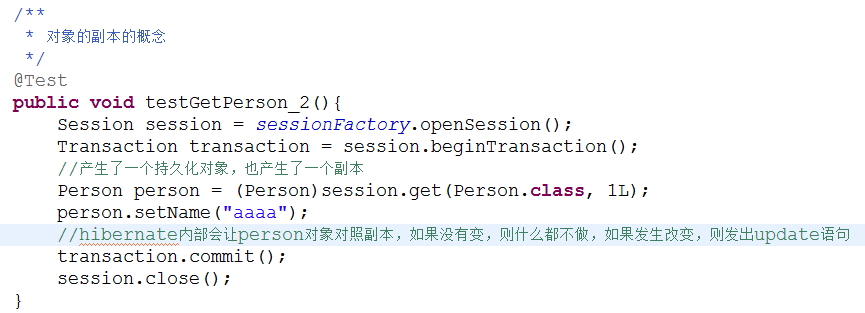 /**
 * 对象的副本的概念
 */
@Test
public void testGetPerson_2(){
    Session session = sessionFactory.openSession();
    Transaction transaction = session.beginTransaction();
    //产生了一个持久化对象，也产生了一个副本
    Person person = (Person)session.get(Person.class, 1L);
    person.setName("aaaa");
    //hibernate内部会让person对象对照副本，如果没有变，则什么都不做，如果发生改变，则发出update语句
    transaction.commit();
    session.close();
}